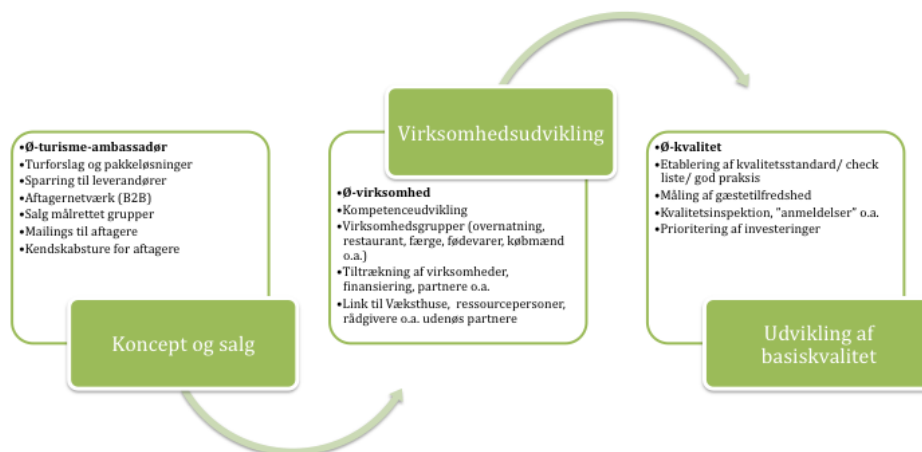 •Ø-turisme-ambassadør
•Turforslag og pakkeløsninger
•Sparring til leverandører
•Aftagernetværk (B2B)
•Salg målrettet grupper
•Mailings til aftagere
•Kendskabsture for aftagere
Koncept og salg
Virksomhedsudvikling
•Ø-virksomhed
•Kompetenceudvikling
•Virksomhedsgrupper (overnatning,
restaurant, færge, fødevarer, købmænd
o.a.)
•Tiltrækning af virksomheder,
finansiering, partnere o.a.
•Link til Væksthuse, ressourcepersoner,
rådgivere o.a. udenøs partnere
•Ø-kvalitet
•Etablering af kvalitetsstandard/ check
liste/ god praksis
•Måling af gæstetilfredshed
•Kvalitetsinspektion, "anmeldelser" o.a.
•Prioritering af investeringer
Udvikling af
basiskvalitet